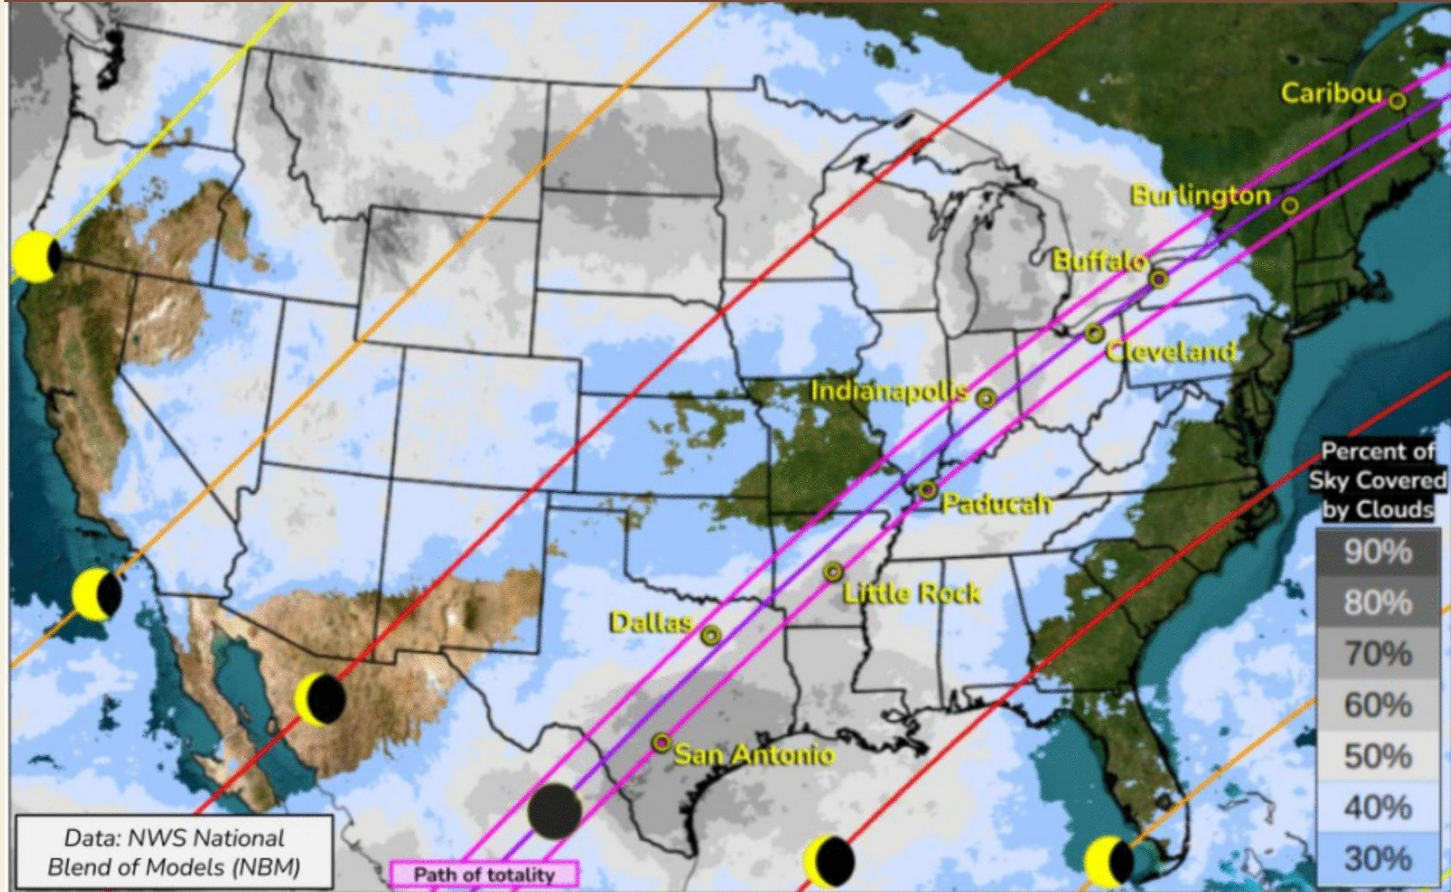 Caribou
Burlington
Buffalo
Cleveland
Indianapolis
Paducah
Little Rock
Dallas
San Antonio
Percent of
Sky Covered
by Clouds
90%
80%
70%
60%
50%
40%
30%
Data: NWS National
Blend of Models (NBM)
Path of totality